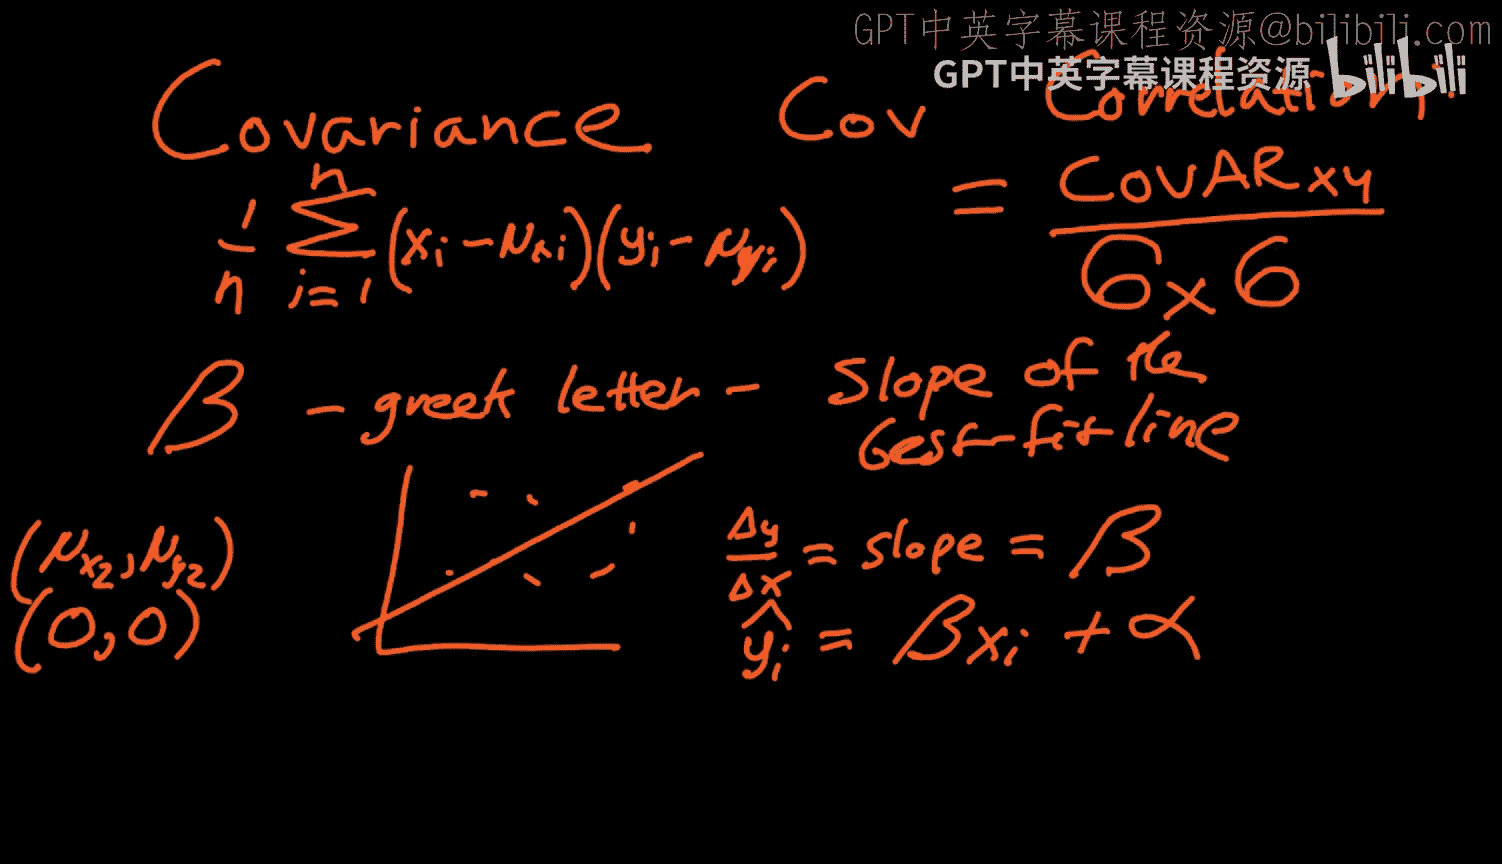 GPT中英字幕课程资源@bilibili.com
GPT中英字幕课程资源 bilibili
Covariance Cov Correlation
1/n n∑i=1 (xi - μxi)(yi - μyi)
= COVARxy / 6x6
β - greek letter - Slope of the
best-fit line
(μx2, μy2)
(0,0)
Δy/Δx = slope = β
ŷi = βxi + α